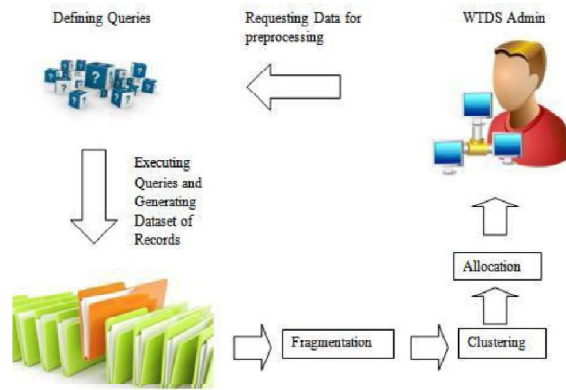 Defining Queries
Requesting Data for
preprocessing
WTDS Admin
Executing
Queries and
Generating
Dataset of
Records
Allocation
Fragmentation
Clustering